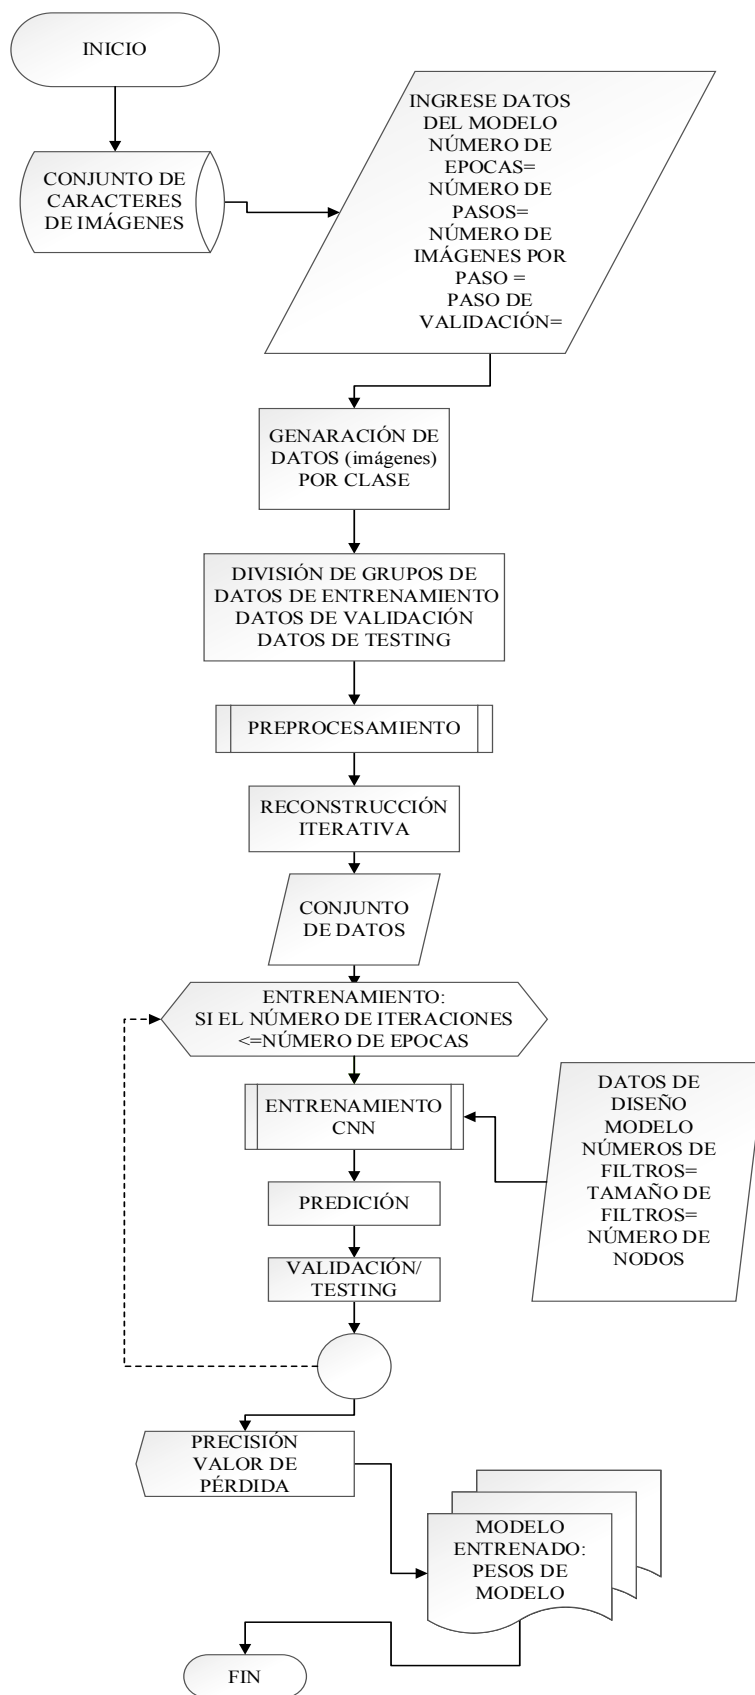 INICIO
CONJUNTO DE
CARACTERES
DE IMÁGENES
INGRESE DATOS
DEL MODELO
NÚMERO DE
EPOCAS=
NÚMERO DE
PASOS=
NÚMERO DE
IMÁGENES POR
PASO =
PASO DE
VALIDACIÓN=
GENARACIÓN DE
DATOS (imágenes)
POR CLASE
DIVISIÓN DE GRUPOS DE
DATOS DE ENTRENAMIENTO
DATOS DE VALIDACIÓN
DATOS DE TESTING
PREPROCESAMIENTO
RECONSTRUCCIÓN
ITERATIVA
CONJUNTO
DE DATOS
ENTRENAMIENTO:
SI EL NÚMERO DE ITERACIONES
<=NÚMERO DE EPOCAS
ENTRENAMIENTO
CNN
DATOS DE
DISEÑO
MODELO
NÚMEROS DE
FILTROS=
TAMAÑO DE
FILTROS=
NÚMERO DE
NODOS
PREDICIÓN
VALIDACIÓN/
TESTING
PRECISIÓN
VALOR DE
PÉRDIDA
MODELO
ENTRENADO:
PESOS DE
MODELO
FIN